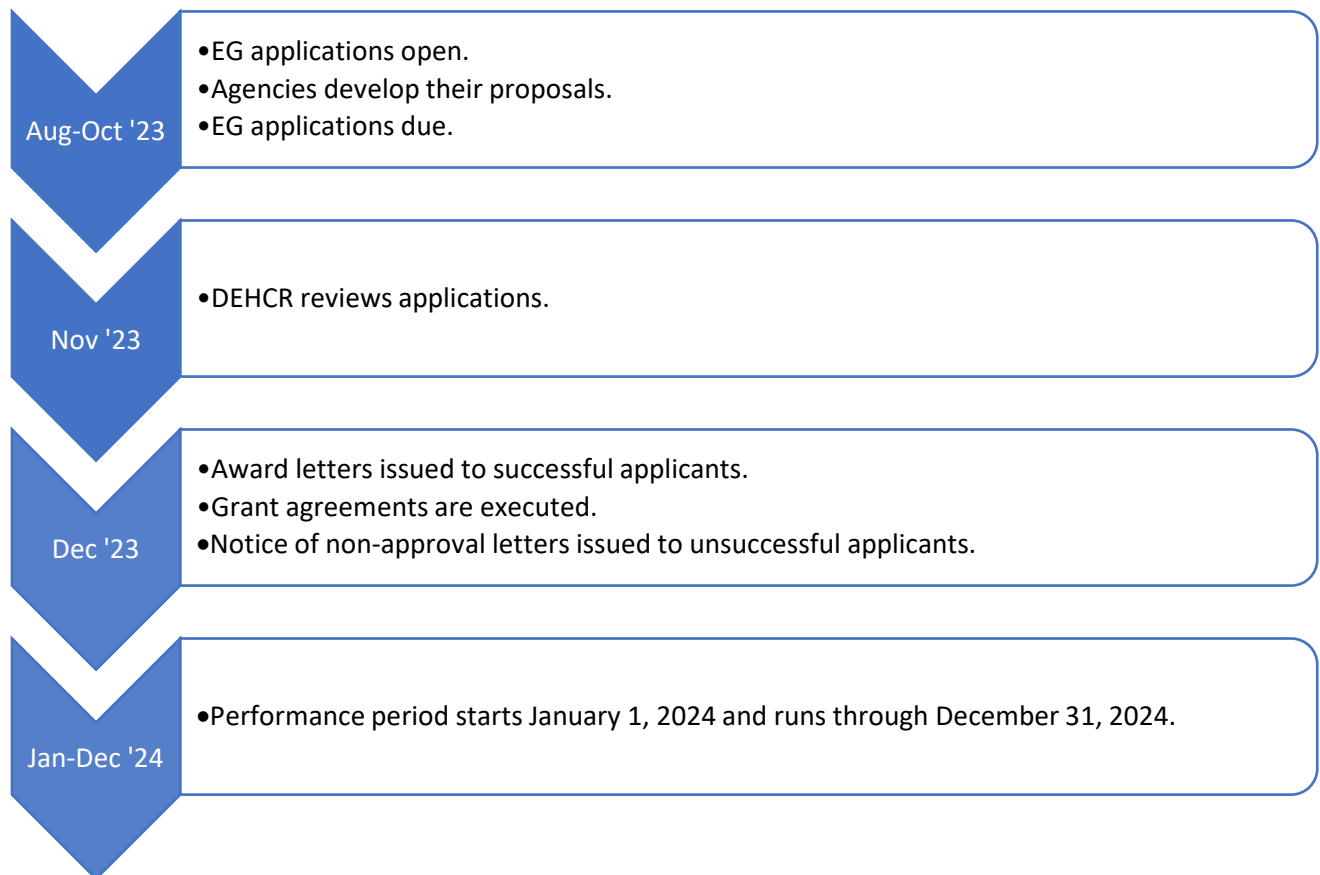 Aug-Oct '23
•EG applications open.
•Agencies develop their proposals.
•EG applications due.
Nov '23
•DEHCR reviews applications.
Dec '23
•Award letters issued to successful applicants.
•Grant agreements are executed.
•Notice of non-approval letters issued to unsuccessful applicants.
Jan-Dec '24
•Performance period starts January 1, 2024 and runs through December 31, 2024.